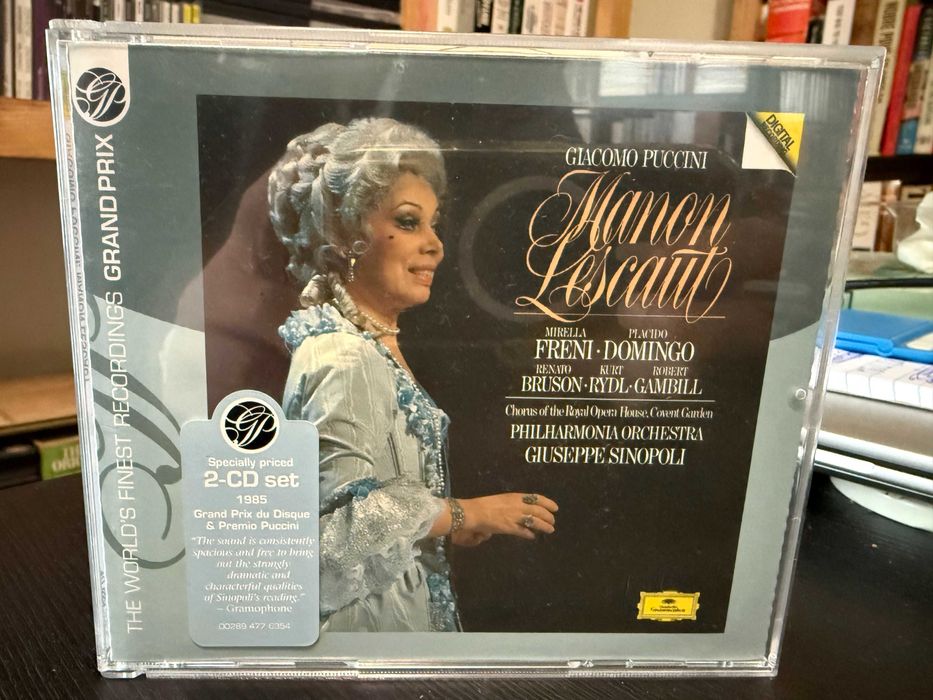 THE WORLD'S FINEST RECORDINGS GRAND PRIX
DIGITAL
GIACOMO PUCCINI
Manon
Lescaut
MIRELLA PLACIDO
FRENI · DOMINGO
RENATO KURT ROBERT
BRUSON · RYDL · GAMBILL
Chorus of the Royal Opera House, Covent Garden
PHILHARMONIA ORCHESTRA
GIUSEPPE SINOPOLI
Specially priced
2-CD set
1985
Grand Prix du Disque
& Premio Puccini
"The sound is consistently
spacious and free to bring
out the strongly
dramatic and
characterful qualities
of Sinopoli's reading."
– Gramophone
00289 477 6354
Deutsche
Grammophon